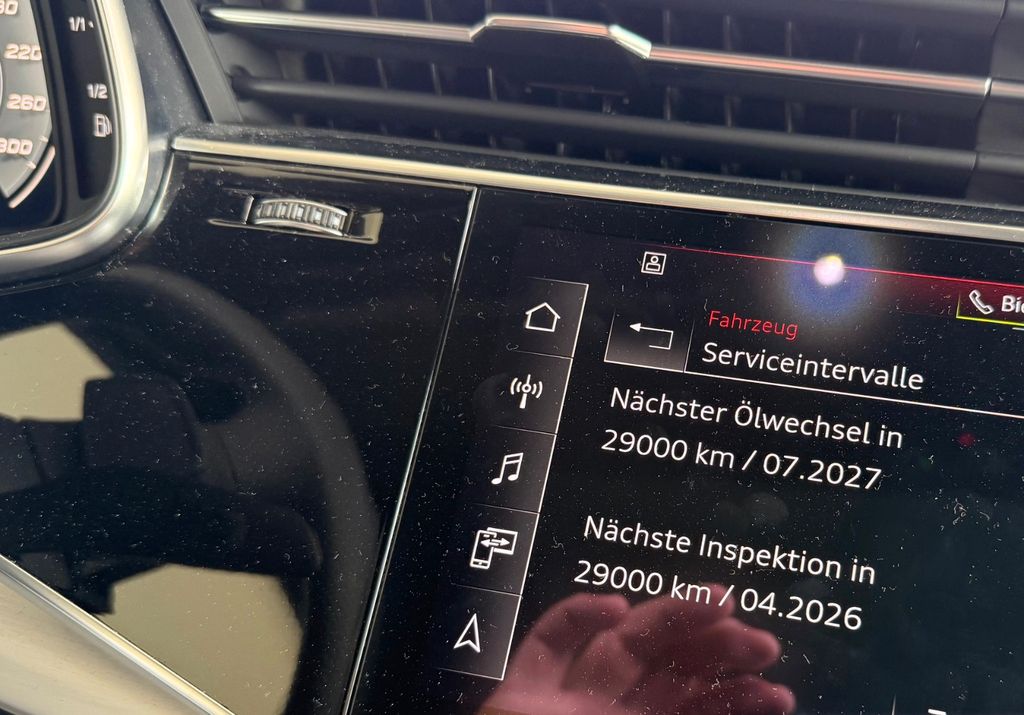 1/1
220
1/2
260
300
Fahrzeug
Serviceintervalle
Nächster Ölwechsel in
29000 km / 07.2027
Nächste Inspektion in
29000 km / 04.2026